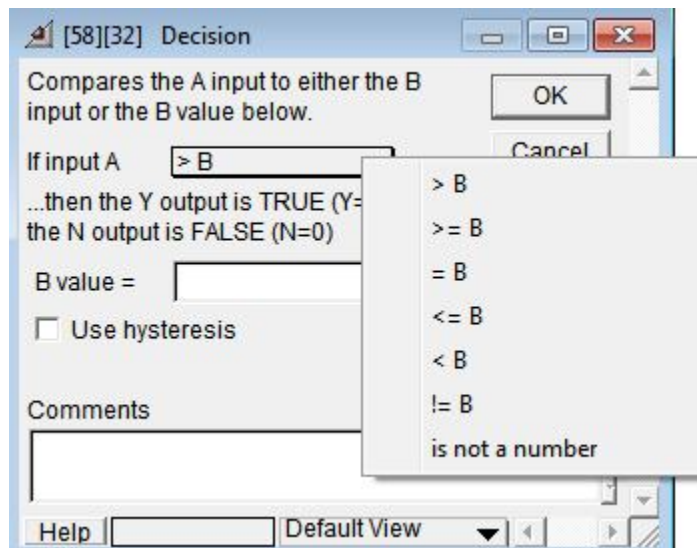 [58][32] Decision
Compares the A input to either the B
input or the B value below.
OK
Cancel
If input A
> B
...then the Y output is TRUE (Y=
the N output is FALSE (N=0)
B value =
Use hysteresis
Comments
> B
>= B
= B
<= B
< B
!= B
is not a number
Help
Default View